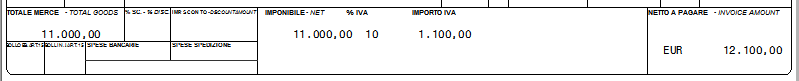 TOTALE MERCE - TOTAL GOODS % SC. - % DISC. IMP. SCONTO - DISCOUNT AMOUNT IMPONIBILE - NET % IVA IMPORTO IVA NETTO A PAGARE - INVOICE AMOUNT
11.000,00 11.000,00 10 1.100,00
SPESE BANCARIE SPESE SPEDIZIONE
EUR 12.100,00